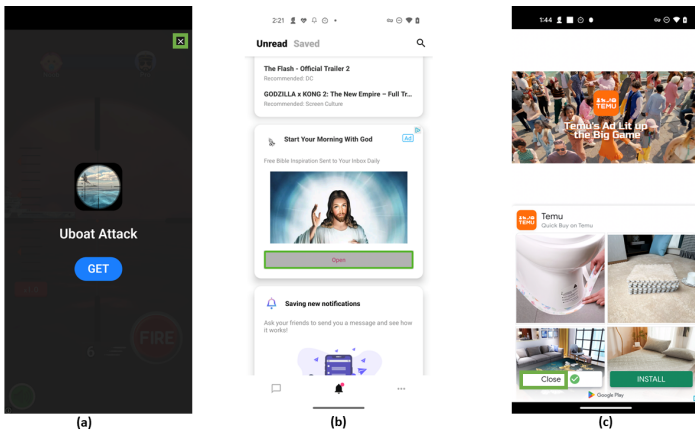 Uboat Attack
GET
FIRE
6
(a)
2:21
Unread Saved
The Flash - Official Trailer 2
Recommended: DC
GODZILLA x KONG 2: The New Empire – Full Tr...
Recommended: Screen Culture
Start Your Morning With God
Ad
Free Bible Inspiration Sent to Your Inbox Daily
Open
Saving new notifications
Ask your friends to send you a message and see how
it works!
(b)
1:44
TEMU
Temu's Ad Lit up –
the Big Game
TEMU
Temu
Quick Buy on Temu
Close
INSTALL
Google Play
(c)